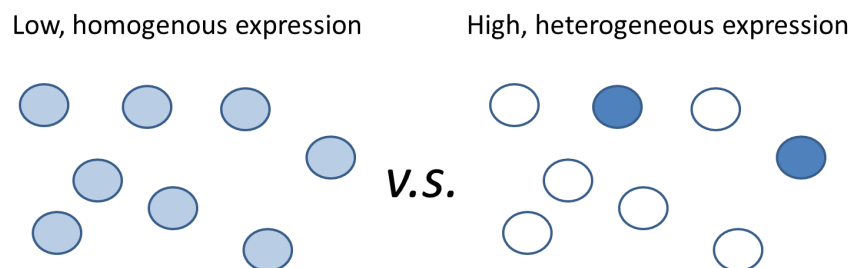 Low, homogenous expression
High, heterogeneous expression
v.s.